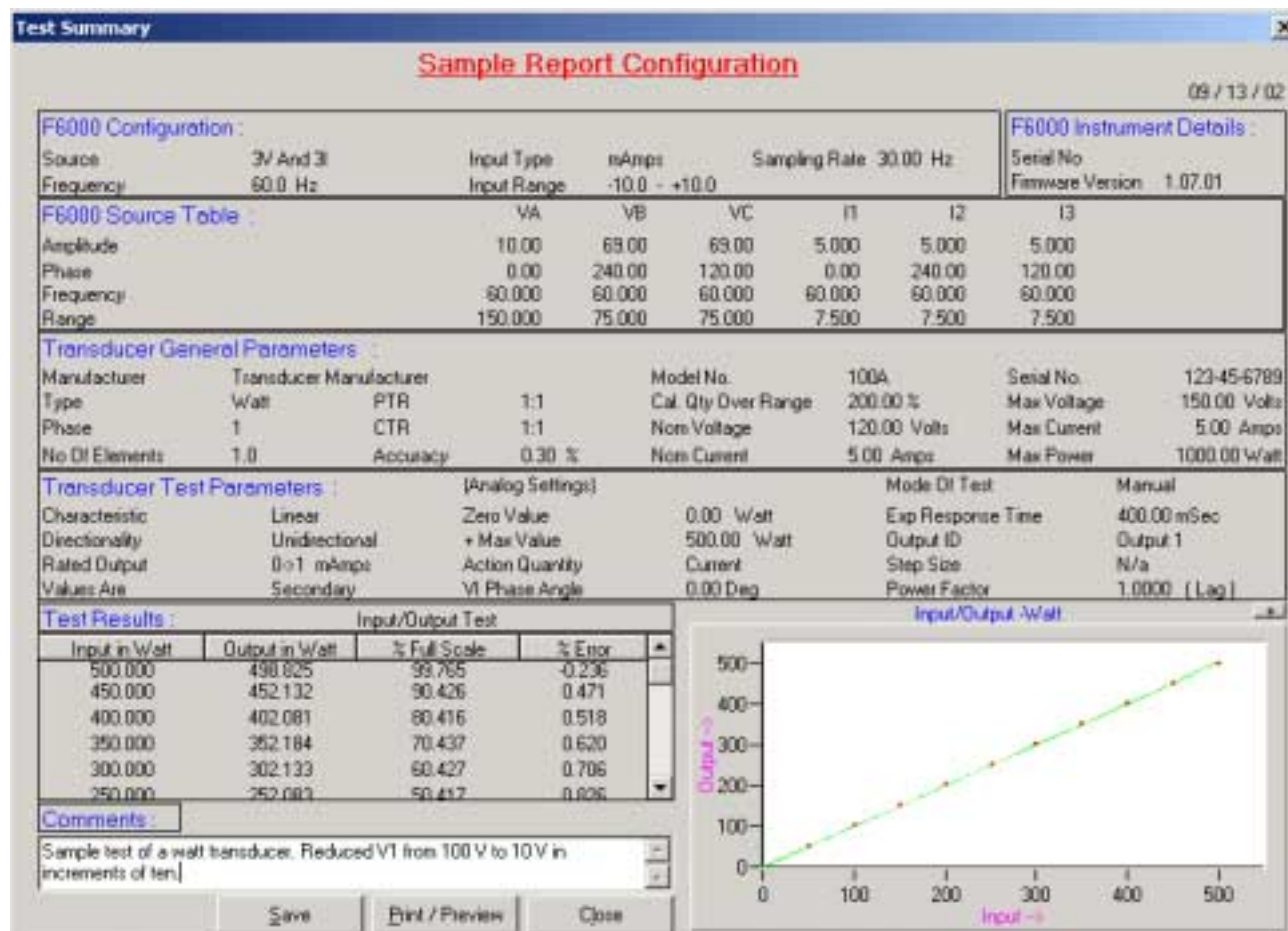 Test Summary
Sample Report Configuration
09 / 13 / 02
F6000 Configuration :
Source 3V And 3I Input Type mAmps Sampling Rate 30.00 Hz
Frequency 60.0 Hz Input Range -10.0 - +10.0
F6000 Instrument Details :
Serial No
Firmware Version 1.07.01
F6000 Source Table :
VA VB VC I1 I2 I3
Amplitude 10.00 69.00 69.00 5.000 5.000 5.000
Phase 0.00 240.00 120.00 0.00 240.00 120.00
Frequency 60.000 60.000 60.000 60.000 60.000 60.000
Range 150.000 75.000 75.000 7.500 7.500 7.500
Transducer General Parameters :
Manufacturer Transducer Manufacturer Model No. 100A Serial No. 123-45-6789
Type Watt PTR 1:1 Cal. Qty Over Range 200.00 % Max Voltage 150.00 Volts
Phase 1 CTR 1:1 Nom Voltage 120.00 Volts Max Current 5.00 Amps
No Of Elements 1.0 Accuracy 0.30 % Nom Current 5.00 Amps Max Power 1000.00 Watt
Transducer Test Parameters : (Analog Settings) Mode Of Test Manual
Characteristic Linear Zero Value 0.00 Watt Exp Response Time 400.00 mSec
Directionality Unidirectional + Max Value 500.00 Watt Output ID Output 1
Rated Output 0->1 mAmps Action Quantity Current Step Size N/a
Values Are Secondary VI Phase Angle 0.00 Deg Power Factor 1.0000 ( Lag )
Test Results : Input/Output Test
Input in Watt Output in Watt % Full Scale % Error
500.000 498.825 99.765 -0.236
450.000 452.132 90.426 0.471
400.000 402.081 80.416 0.518
350.000 352.184 70.437 0.620
300.000 302.133 60.427 0.706
250.000 252.083 50.417 0.826
Comments :
Sample test of a watt transducer. Reduced V1 from 100 V to 10 V in
increments of ten.
Save Print / Preview Close
Input/Output -Watt
Output ->
500
400
300
200
100
0
0 100 200 300 400 500
Input ->